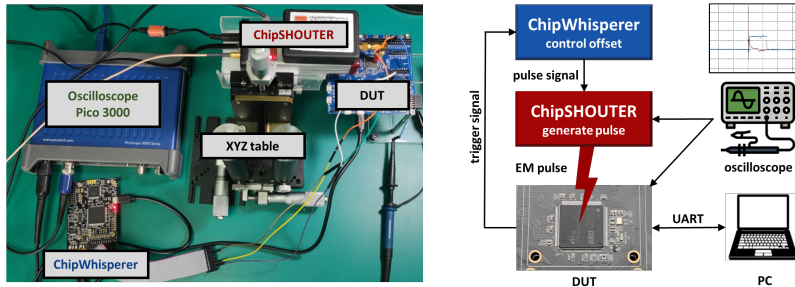 ChipSHOUTER
Oscilloscope
Pico 3000
DUT
XYZ table
ChipWhisperer
ChipWhisperer
control offset
pulse signal
trigger signal
ChipSHOUTER
generate pulse
EM pulse
oscilloscope
UART
DUT
PC